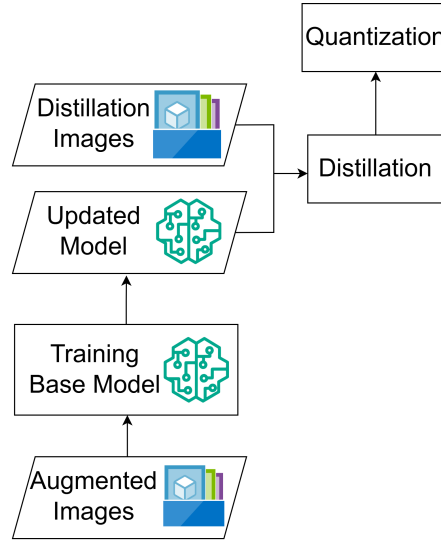 Quantization
Distillation
Images
Distillation
Updated
Model
Training
Base Model
Augmented
Images